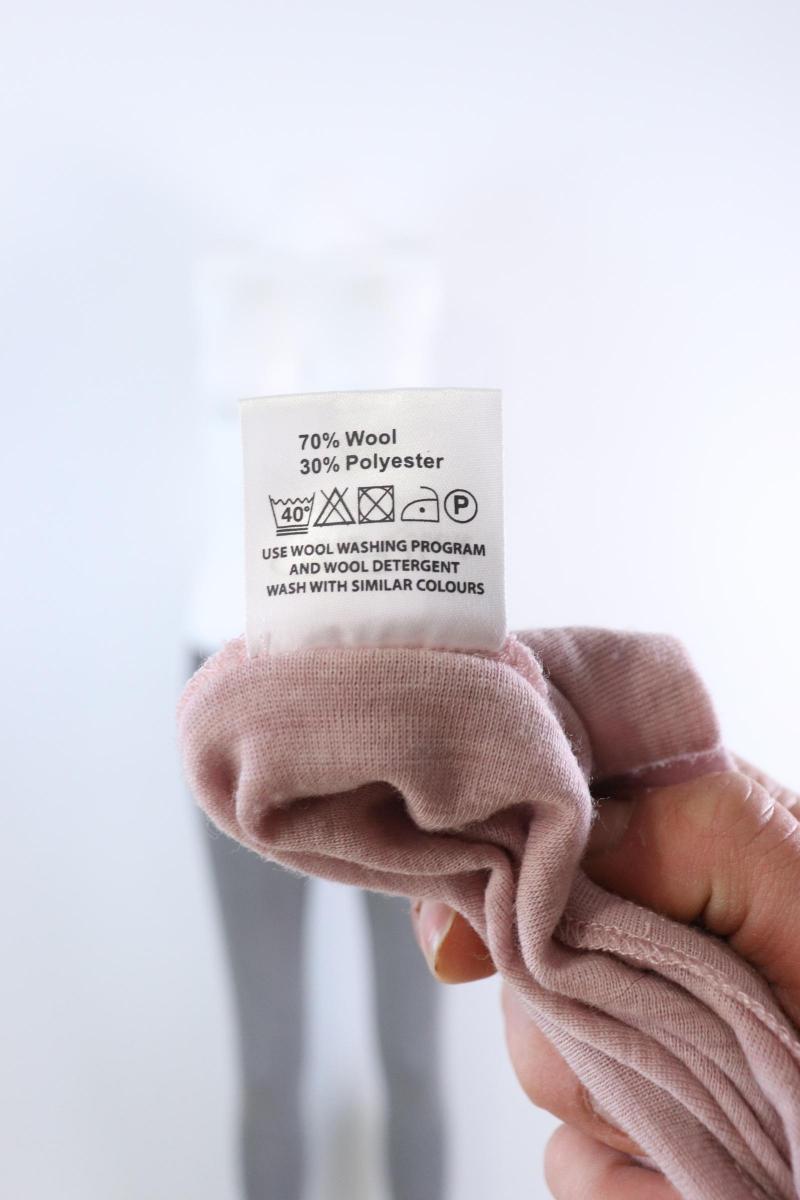 70% Wool
30% Polyester
40° P
USE WOOL WASHING PROGRAM
AND WOOL DETERGENT
WASH WITH SIMILAR COLOURS